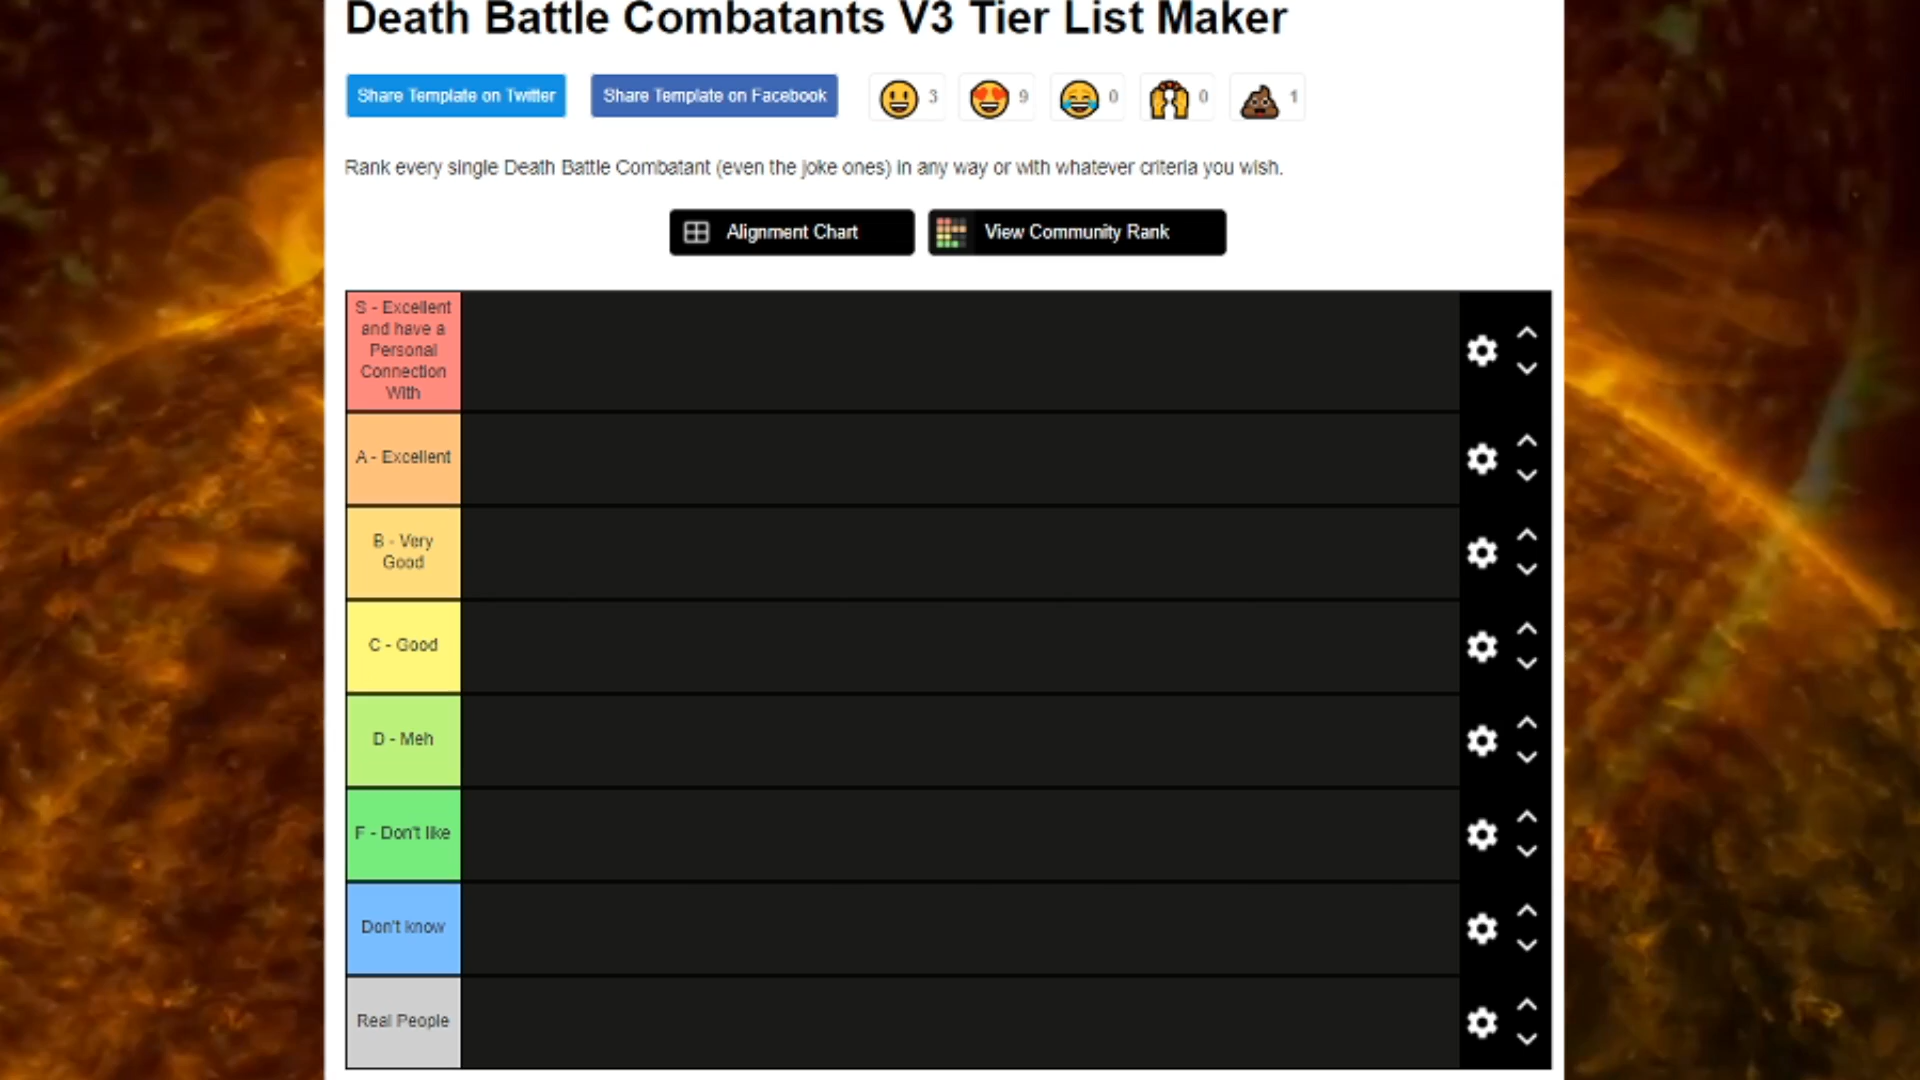 Death Battle Combatants V3 Tier List Maker
Share Template on Twitter
Share Template on Facebook
3
9
0
0
1
Rank every single Death Battle Combatant (even the joke ones) in any way or with whatever criteria you wish.
Alignment Chart
View Community Rank
S - Excellent
and have a
Personal
Connection
With
A - Excellent
B - Very
Good
C - Good
D - Meh
F - Don't like
Don't know
Real People